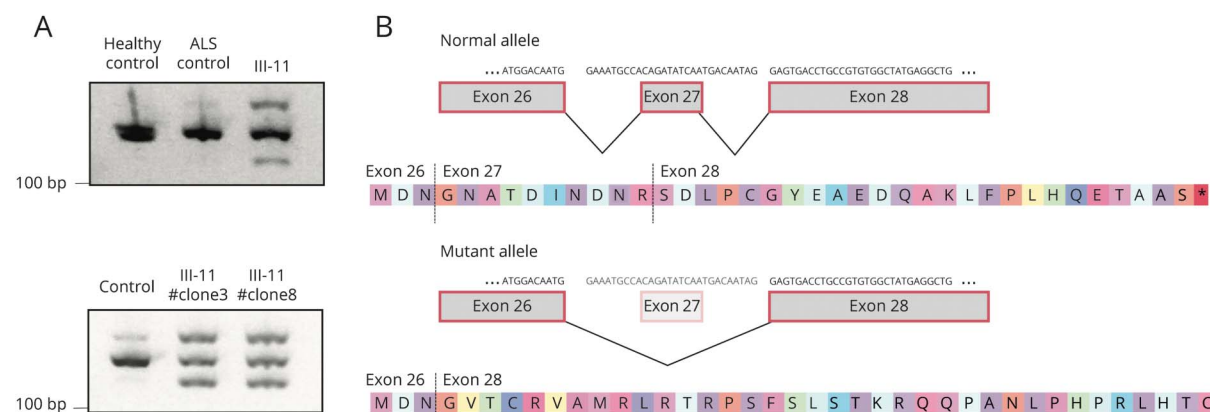 A
Healthy control
ALS control
III-11
100 bp
Control
III-11 #clone3
III-11 #clone8
100 bp
B
Normal allele
...ATGGACAATG GAAATGCCACAGATATCAATGACAATAG GAGTGACCTGCCGTGTGGCTATGAGGCTG ...
Exon 26 Exon 27 Exon 28
Exon 26 Exon 27 Exon 28
M D N G N A T D I N D N R S D L P C G Y E A E D Q A K L F P L H Q E T A A S *
Mutant allele
...ATGGACAATG GAAATGCCACAGATATCAATGACAATAG GAGTGACCTGCCGTGTGGCTATGAGGCTG ...
Exon 26 Exon 27 Exon 28
Exon 26 Exon 28
M D N G V T C R V A M R L R T R P S F S L S T K R Q Q P A N L P H P R L H T